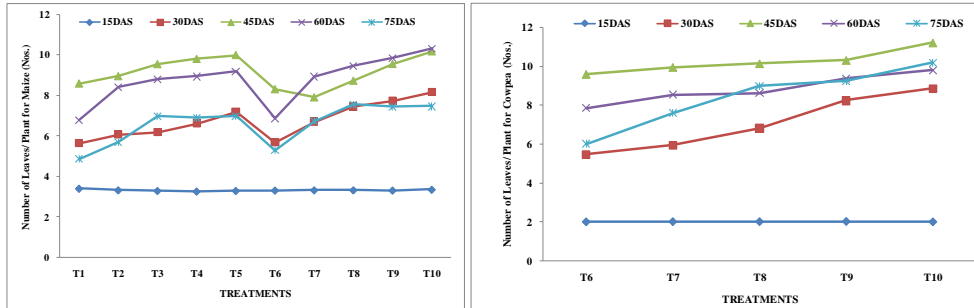 15DAS 30DAS 45DAS 60DAS 75DAS
Number of Leaves/ Plant for Maize (Nos.)
12
10
8
6
4
2
0
T1 T2 T3 T4 T5 T6 T7 T8 T9 T10
TREATMENTS
15DAS 30DAS 45DAS 60DAS 75DAS
Number of Leaves/ Plant for Cowpea (Nos.)
12
10
8
6
4
2
0
T6 T7 T8 T9 T10
TREATMENTS